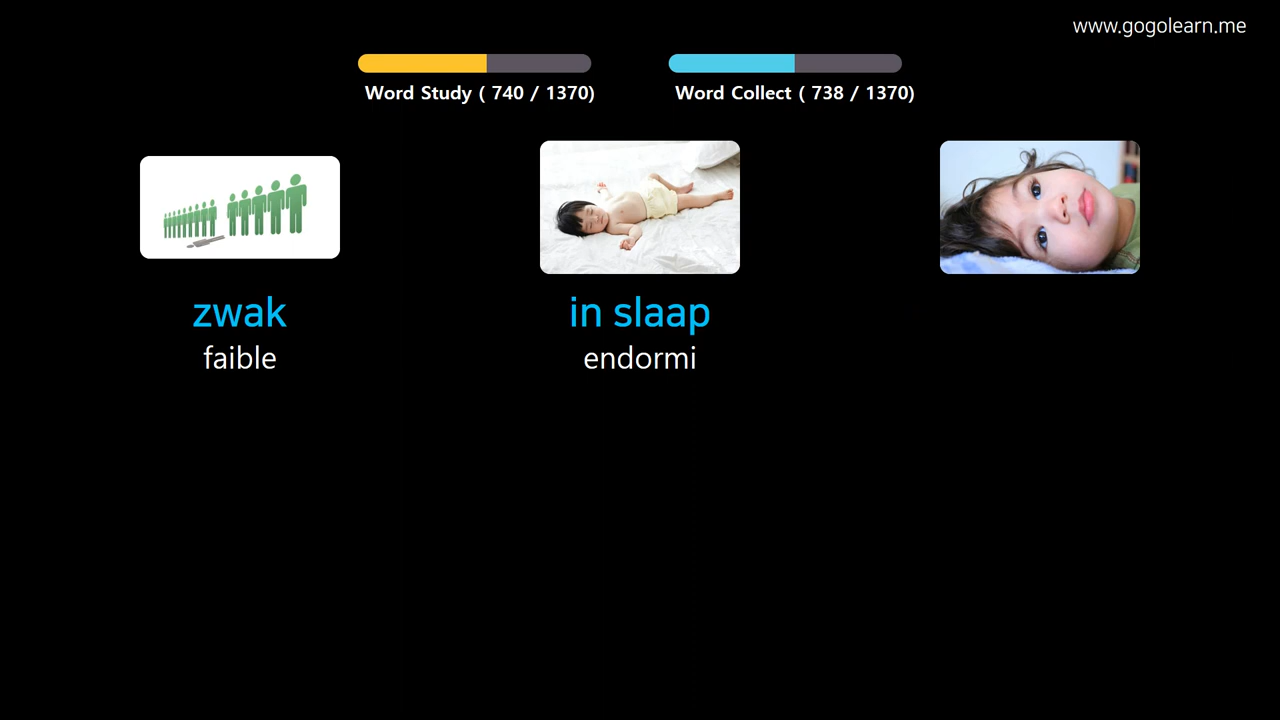 www.gogolearn.me
Word Study ( 740 / 1370)
Word Collect ( 738 / 1370)
zwak
faible
in slaap
endormi